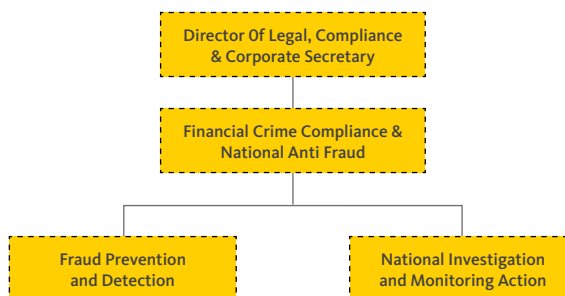 Director 0f Legal, Compliance
& Corporate Secretary
Financial Crime Compliance &
National Anti Fraud
Fraud Prevention
and Detection
National Investigation
and Monitoring Action